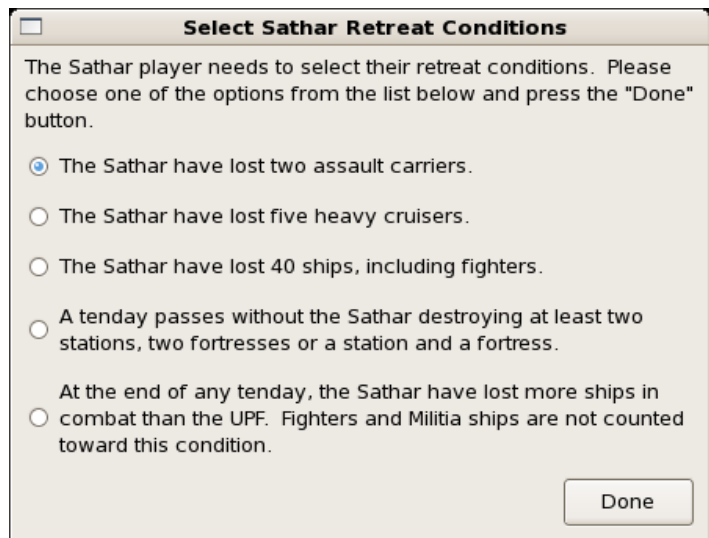 Select Sathar Retreat Conditions
The Sathar player needs to select their retreat conditions.  Please
choose one of the options from the list below and press the "Done"
button.
The Sathar have lost two assault carriers.
The Sathar have lost five heavy cruisers.
The Sathar have lost 40 ships, including fighters.
A tenday passes without the Sathar destroying at least two
stations, two fortresses or a station and a fortress.
At the end of any tenday, the Sathar have lost more ships in
combat than the UPF.  Fighters and Militia ships are not counted
toward this condition.
Done